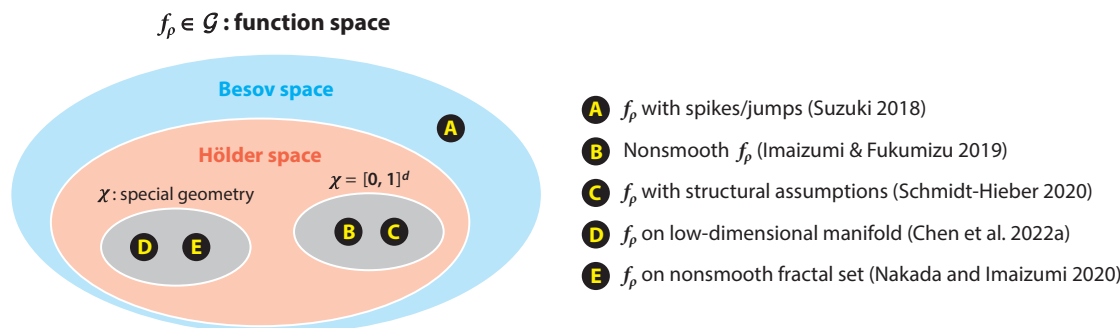 f_ρ ∈ 𝒢 : function space
Besov space
Hölder space
χ : special geometry
χ = [0, 1]^d
A
B
C
D
E
A f_ρ with spikes/jumps (Suzuki 2018)
B Nonsmooth f_ρ (Imaizumi & Fukumizu 2019)
C f_ρ with structural assumptions (Schmidt-Hieber 2020)
D f_ρ on low-dimensional manifold (Chen et al. 2022a)
E f_ρ on nonsmooth fractal set (Nakada and Imaizumi 2020)